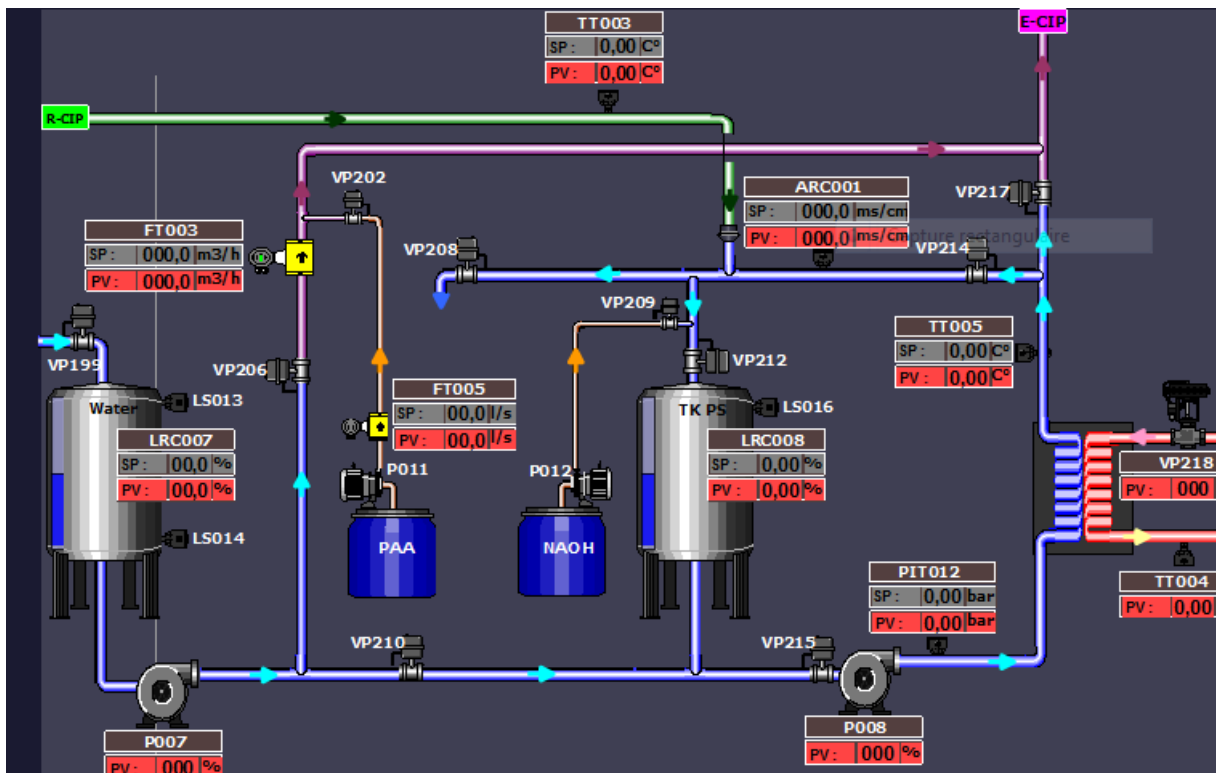 TT003
SP: 0,00 C°
PV: 0,00 C°
E-CIP
R-CIP
VP202
ARC001
SP: 000,0 ms/cm
PV: 000,0 ms/cm
VP217
FT003
SP: 000,0 m3/h
PV: 000,0 m3/h
VP208
VP214
Capture rectangulaire
VP209
TT005
SP: 0,00 C°
PV: 0,00 C°
VP199
VP206
VP212
FT005
SP: 00,0 l/s
PV: 00,0 l/s
Water
LS013
TK PS
LS016
LRC007
SP: 00,0 %
PV: 00,0 %
LRC008
SP: 0,00 %
PV: 0,00 %
P011
P012
VP218
PV: 000
LS014
PAA
NAOH
PIT012
SP: 0,00 bar
PV: 0,00 bar
TT004
PV: 0,00
VP210
VP215
P007
PV: 000 %
P008
PV: 000 %